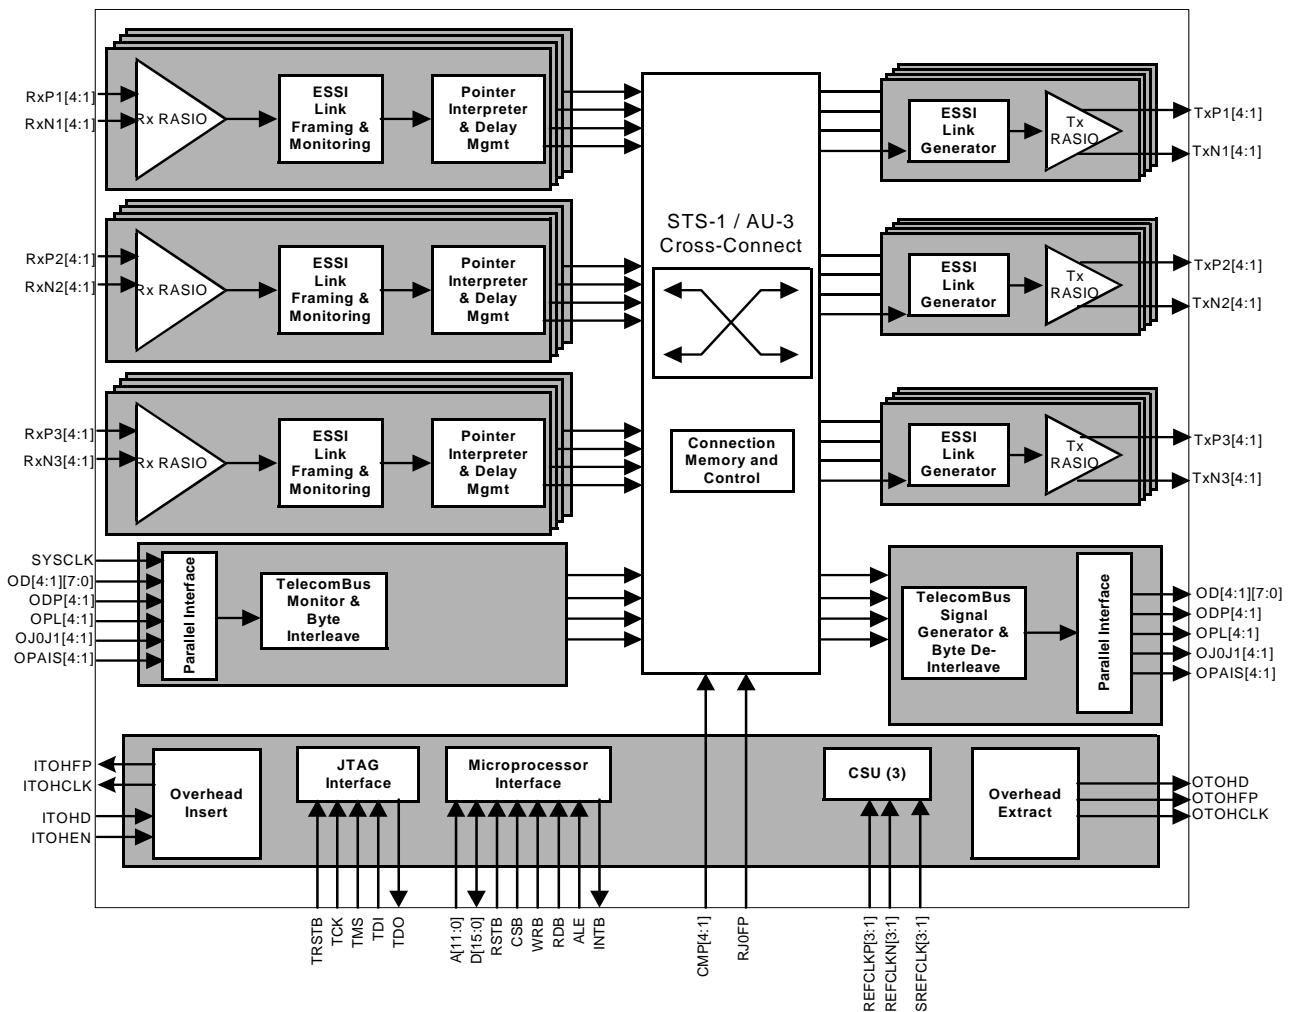 RxP1[4:1]
RxN1[4:1]
Rx RASIO
ESSI
Link
Framing &
Monitoring
Pointer
Interpreter
& Delay
Mgmt
ESSI
Link
Generator
Tx
RASIO
TxP1[4:1]
TxN1[4:1]
STS-1 / AU-3
Cross-Connect
RxP2[4:1]
RxN2[4:1]
Rx RASIO
ESSI
Link
Framing &
Monitoring
Pointer
Interpreter
& Delay
Mgmt
ESSI
Link
Generator
Tx
RASIO
TxP2[4:1]
TxN2[4:1]
RxP3[4:1]
RxN3[4:1]
Rx RASIO
ESSI
Link
Framing &
Monitoring
Pointer
Interpreter
& Delay
Mgmt
Connection
Memory and
Control
ESSI
Link
Generator
Tx
RASIO
TxP3[4:1]
TxN3[4:1]
SYSCLK
OD[4:1][7:0]
ODP[4:1]
OPL[4:1]
OJ0J1[4:1]
OPAIS[4:1]
Parallel Interface
TelecomBus
Monitor &
Byte
Interleave
TelecomBus
Signal
Generator &
Byte De-
Interleave
Parallel Interface
OD[4:1][7:0]
ODP[4:1]
OPL[4:1]
OJ0J1[4:1]
OPAIS[4:1]
ITOHFP
ITOHCLK
ITOHD
ITOHEN
Overhead
Insert
JTAG
Interface
Microprocessor
Interface
CSU (3)
Overhead
Extract
OTOHD
OTOHFP
OTOHCLK
TRSTB
TCK
TMS
TDI
TDO
A[11:0]
D[15:0]
RSTB
CSB
WRB
RDB
ALE
INTB
CMP[4:1]
RJ0FP
REFCLKP[3:1]
REFCLKN[3:1]
SREFCLK[3:1]